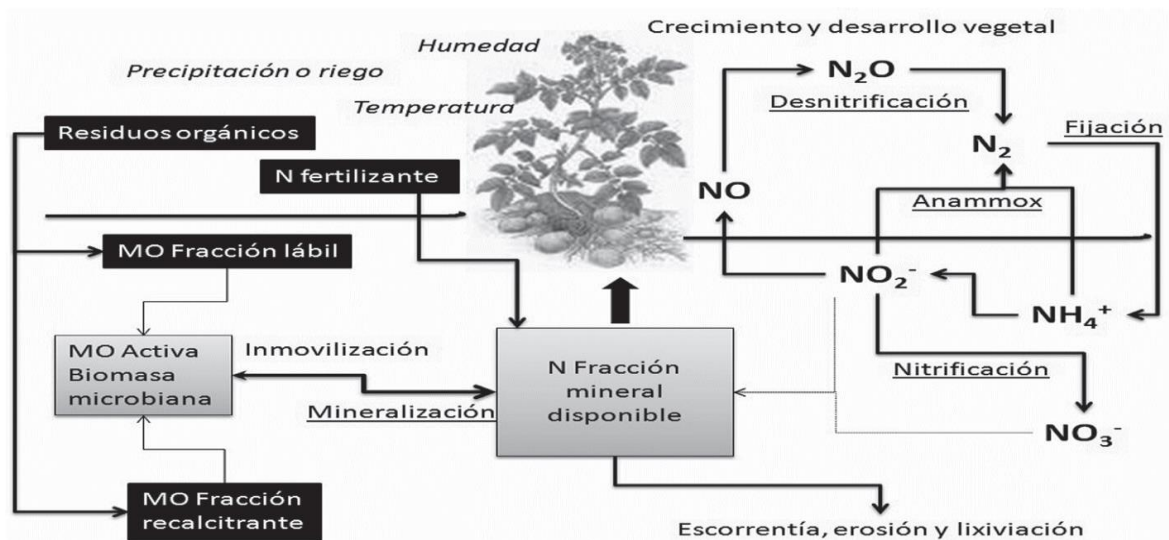 Crecimiento y desarrollo vegetal
Humedad
Precipitación o riego
Temperatura
Residuos orgánicos
N fertilizante
MO Fracción lábil
MO Activa
Biomasa
microbiana
Inmovilización
Mineralización
MO Fracción
recalcitrante
N Fracción
mineral
disponible
Escorrentía, erosión y lixiviación
N₂O
Desnitrificación
N₂
Fijación
NO
Anammox
NO₂⁻
NH₄⁺
Nitrificación
NO₃⁻